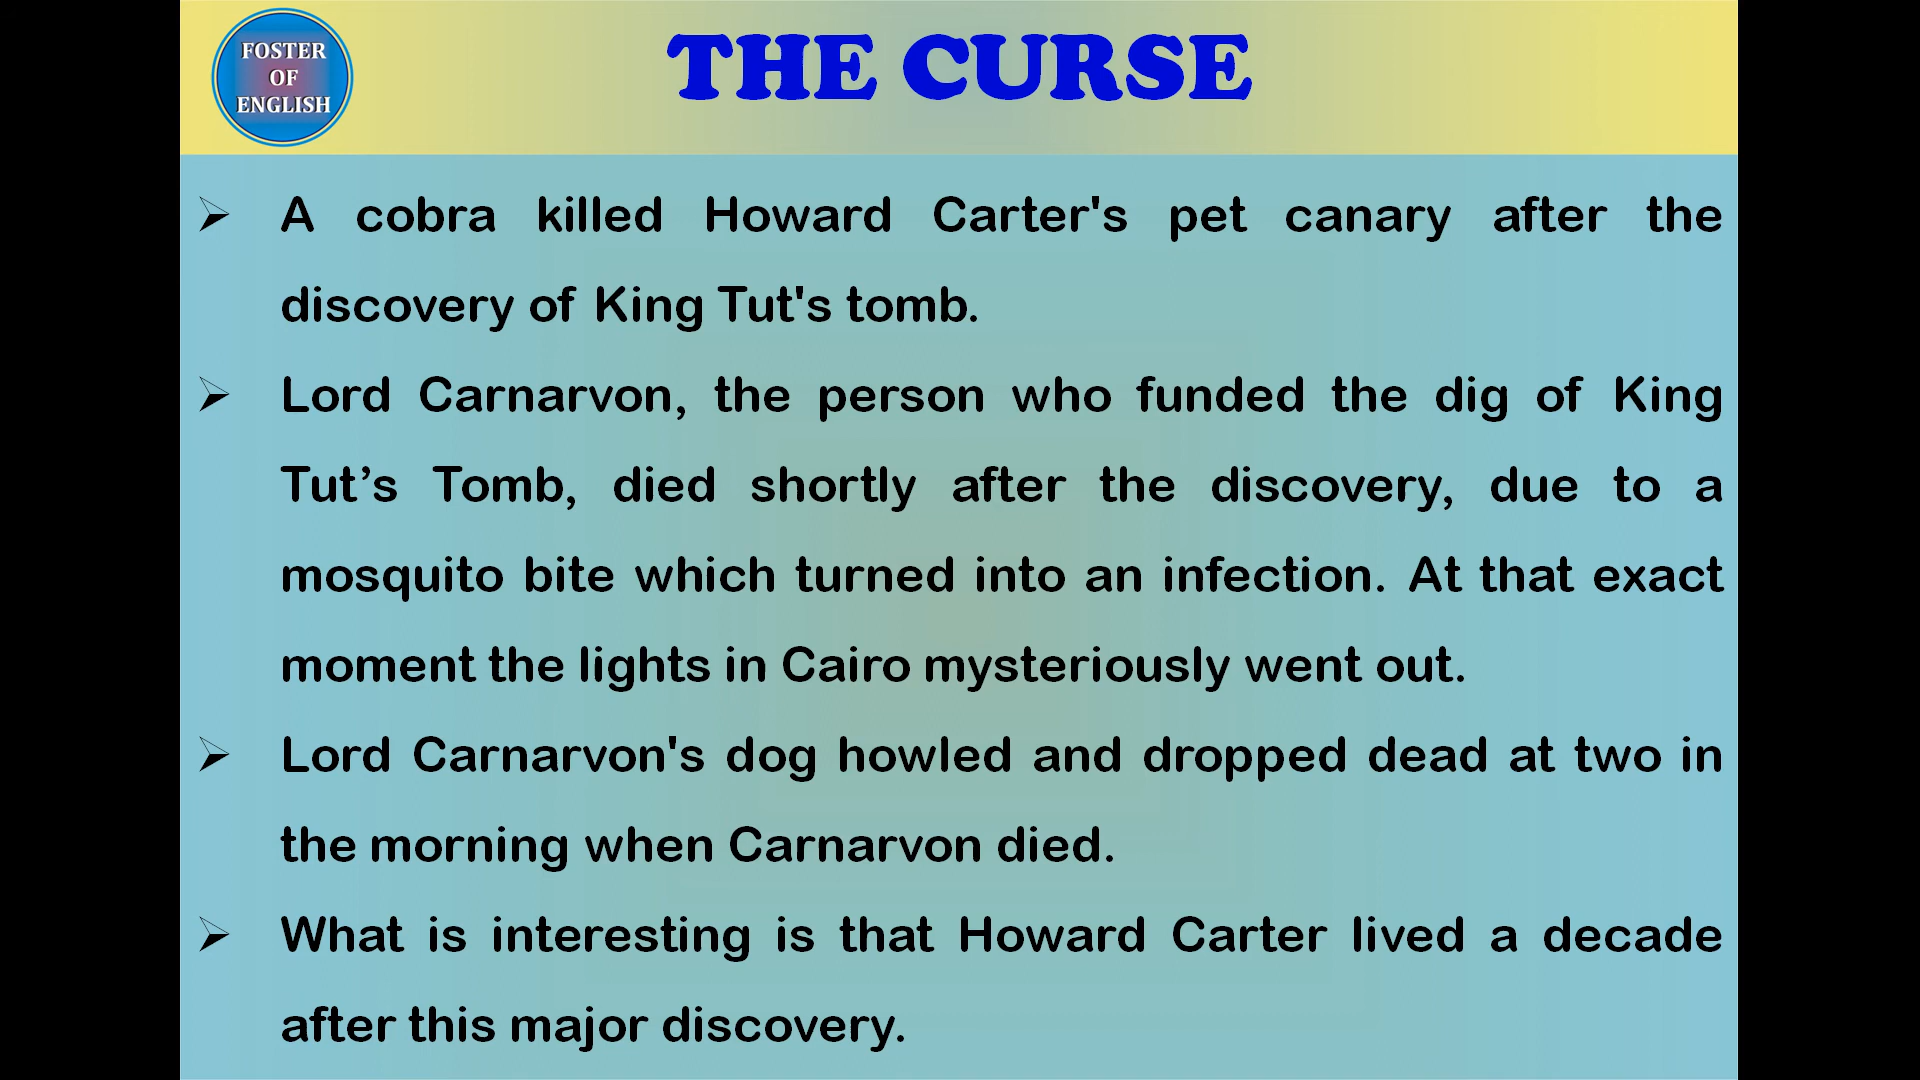 FOSTER
OF
ENGLISH
THE CURSE
➢ A cobra killed Howard Carter's pet canary after the
discovery of King Tut's tomb.
➢ Lord Carnarvon, the person who funded the dig of King
Tut’s Tomb, died shortly after the discovery, due to a
mosquito bite which turned into an infection. At that exact
moment the lights in Cairo mysteriously went out.
➢ Lord Carnarvon's dog howled and dropped dead at two in
the morning when Carnarvon died.
➢ What is interesting is that Howard Carter lived a decade
after this major discovery.